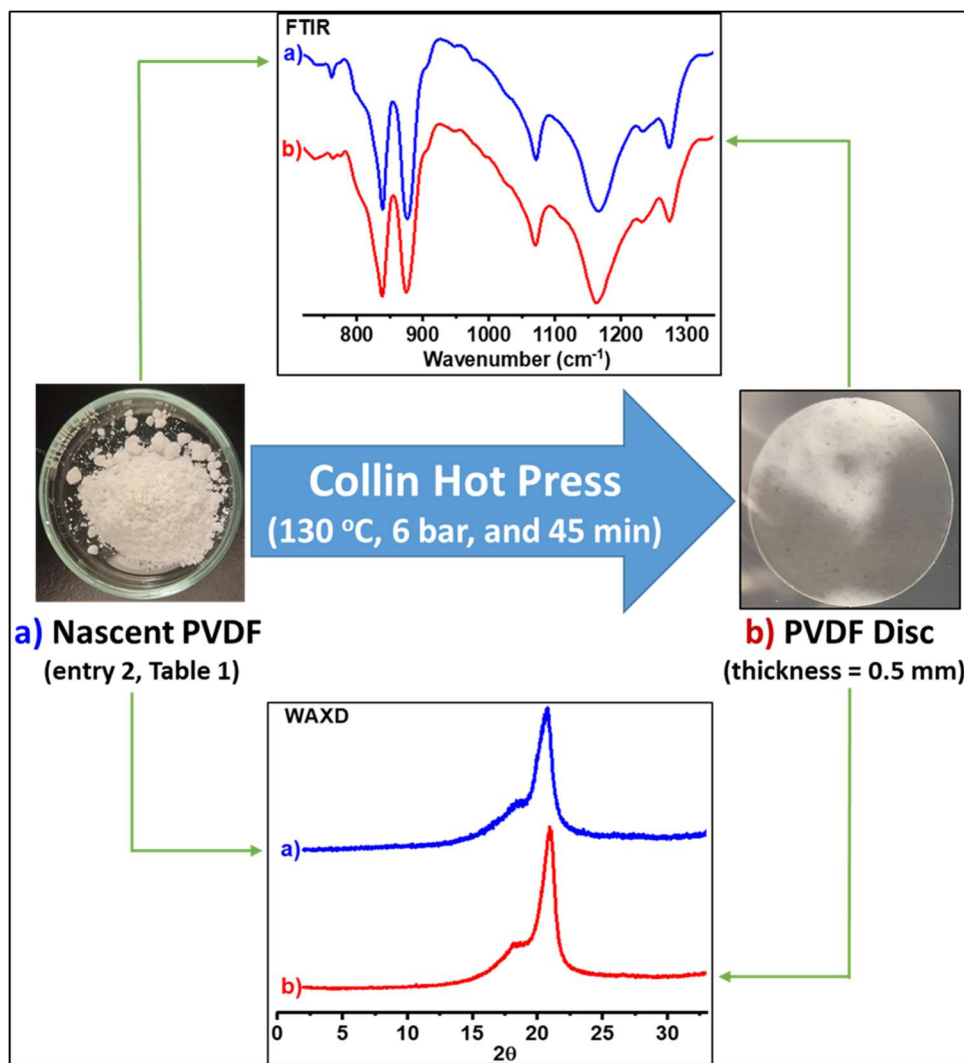 FTIR
a)
b)
800 900 1000 1100 1200 1300
Wavenumber (cm⁻¹)
Collin Hot Press
(130 ᵒC, 6 bar, and 45 min)
a) Nascent PVDF
(entry 2, Table 1)
b) PVDF Disc
(thickness = 0.5 mm)
WAXD
a)
b)
0 5 10 15 20 25 30
2θ